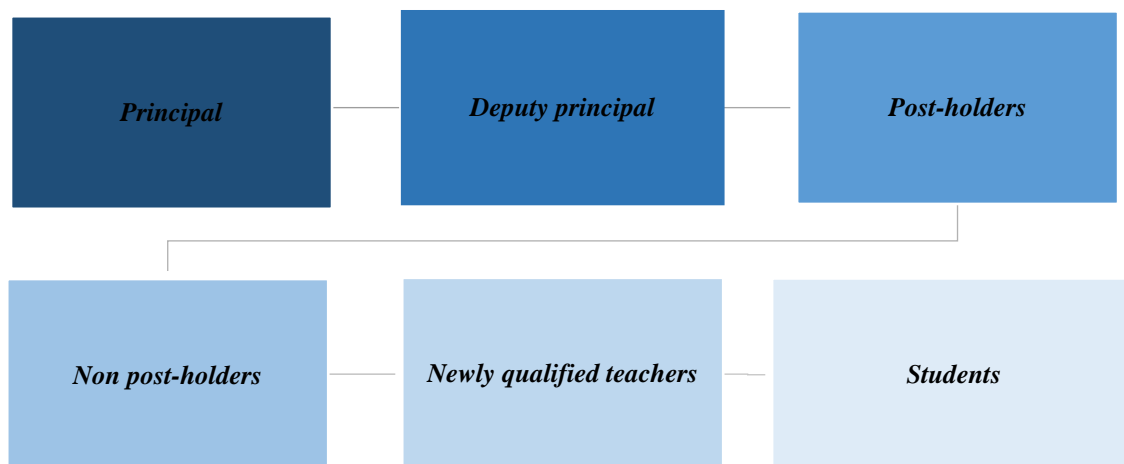 Principal
Deputy principal
Post-holders
Non post-holders
Newly qualified teachers
Students